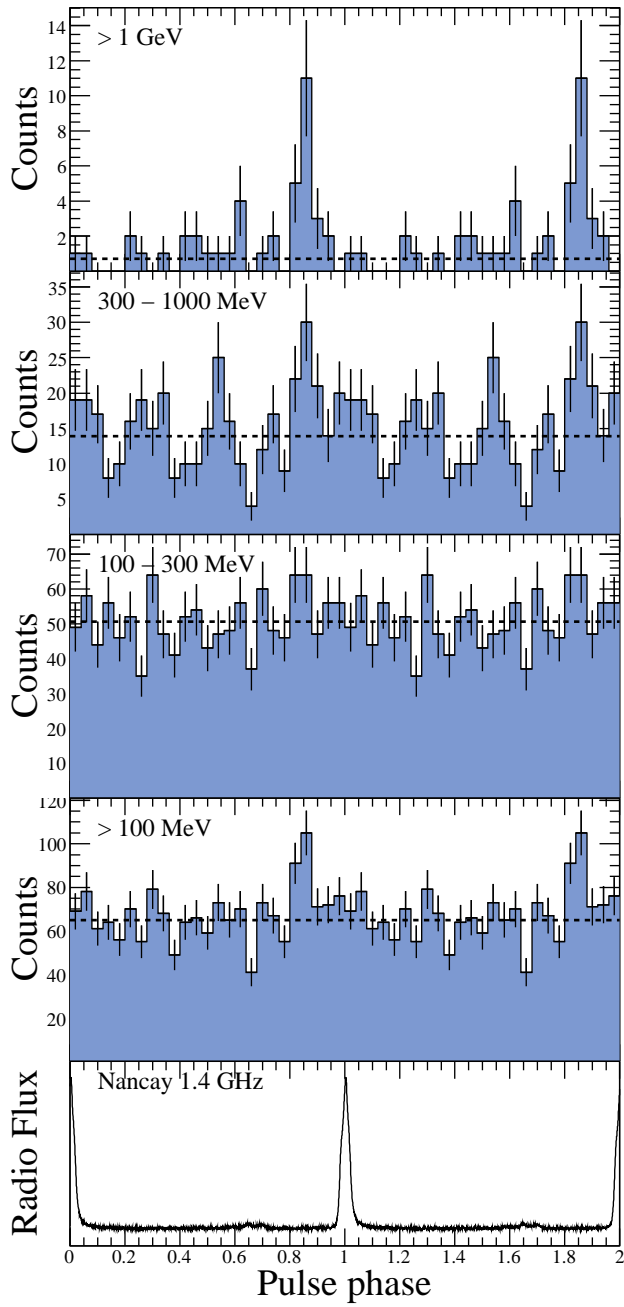 14
12
10
8
6
4
2
Counts
> 1 GeV
35
30
25
20
15
10
5
Counts
300 – 1000 MeV
70
60
50
40
30
20
10
Counts
100 – 300 MeV
120
100
80
60
40
20
Counts
> 100 MeV
Radio Flux
Nancay 1.4 GHz
0 0.2 0.4 0.6 0.8 1 1.2 1.4 1.6 1.8 2
Pulse phase